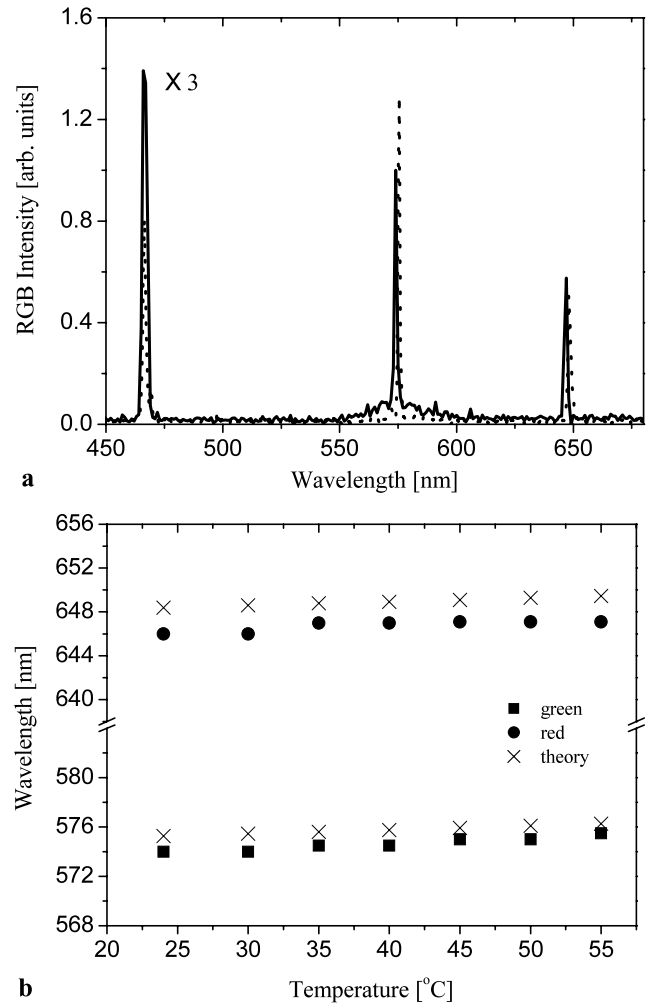 1.6
1.2
0.8
0.4
0.0
RGB Intensity [arb. units]
X 3
450 500 550 600 650
Wavelength [nm]
a
656
652
648
644
640
580
576
572
568
Wavelength [nm]
green
red
theory
20 25 30 35 40 45 50 55
Temperature [°C]
b